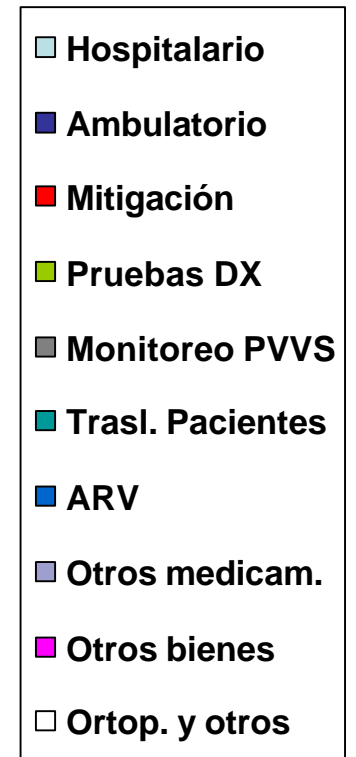 Hospitalario
Ambulatorio
Mitigación
Pruebas DX
Monitoreo PVVS
Trasl. Pacientes
ARV
Otros medicam.
Otros bienes
Ortop. y otros